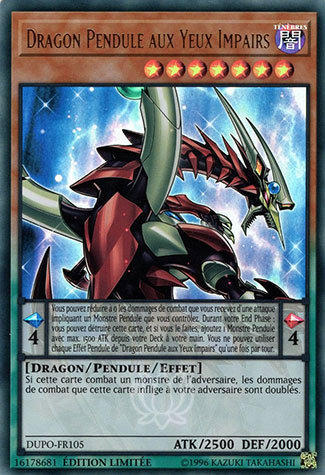 DRAGON PENDULE AUX YEUX IMPAIRS
TÉNÈBRES
闇
Vous pouvez réduire à 0 les dommages de combat que vous recevez d'une attaque
impliquant un Monstre Pendule que vous contrôlez. Durant votre End Phase :
vous pouvez détruire cette carte, et si vous le faites, ajoutez 1 Monstre Pendule
avec max. 1500 ATK depuis votre Deck à votre main. Vous ne pouvez utiliser
chaque Effet Pendule de "Dragon Pendule aux Yeux Impairs" qu'une fois par tour.
4
4
[DRAGON/PENDULE/EFFET]
Si cette carte combat un monstre de l'adversaire, les dommages
de combat que cette carte inflige à votre adversaire sont doublés.
DUPO-FR105
ATK/2500 DEF/2000
16178681
ÉDITION LIMITÉE
©1996 KAZUKI TAKAHASHI